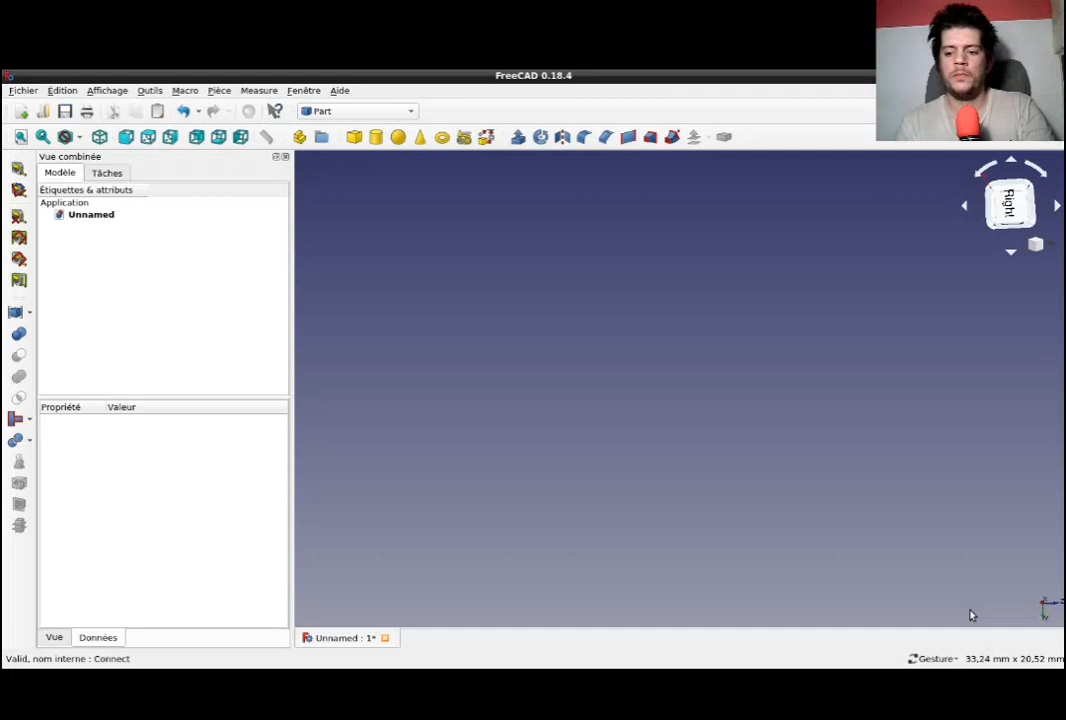 FreeCAD 0.18.4
Fichier Édition Affichage Outils Macro Pièce Measure Fenêtre Aide
Part
Vue combinée
Modèle Tâches
Étiquettes & attributs
Application
Unnamed
Right
Propriété Valeur
Vue Données
Unnamed : 1*
Valid, nom interne : Connect
Gesture 33,24 mm x 20,52 mm